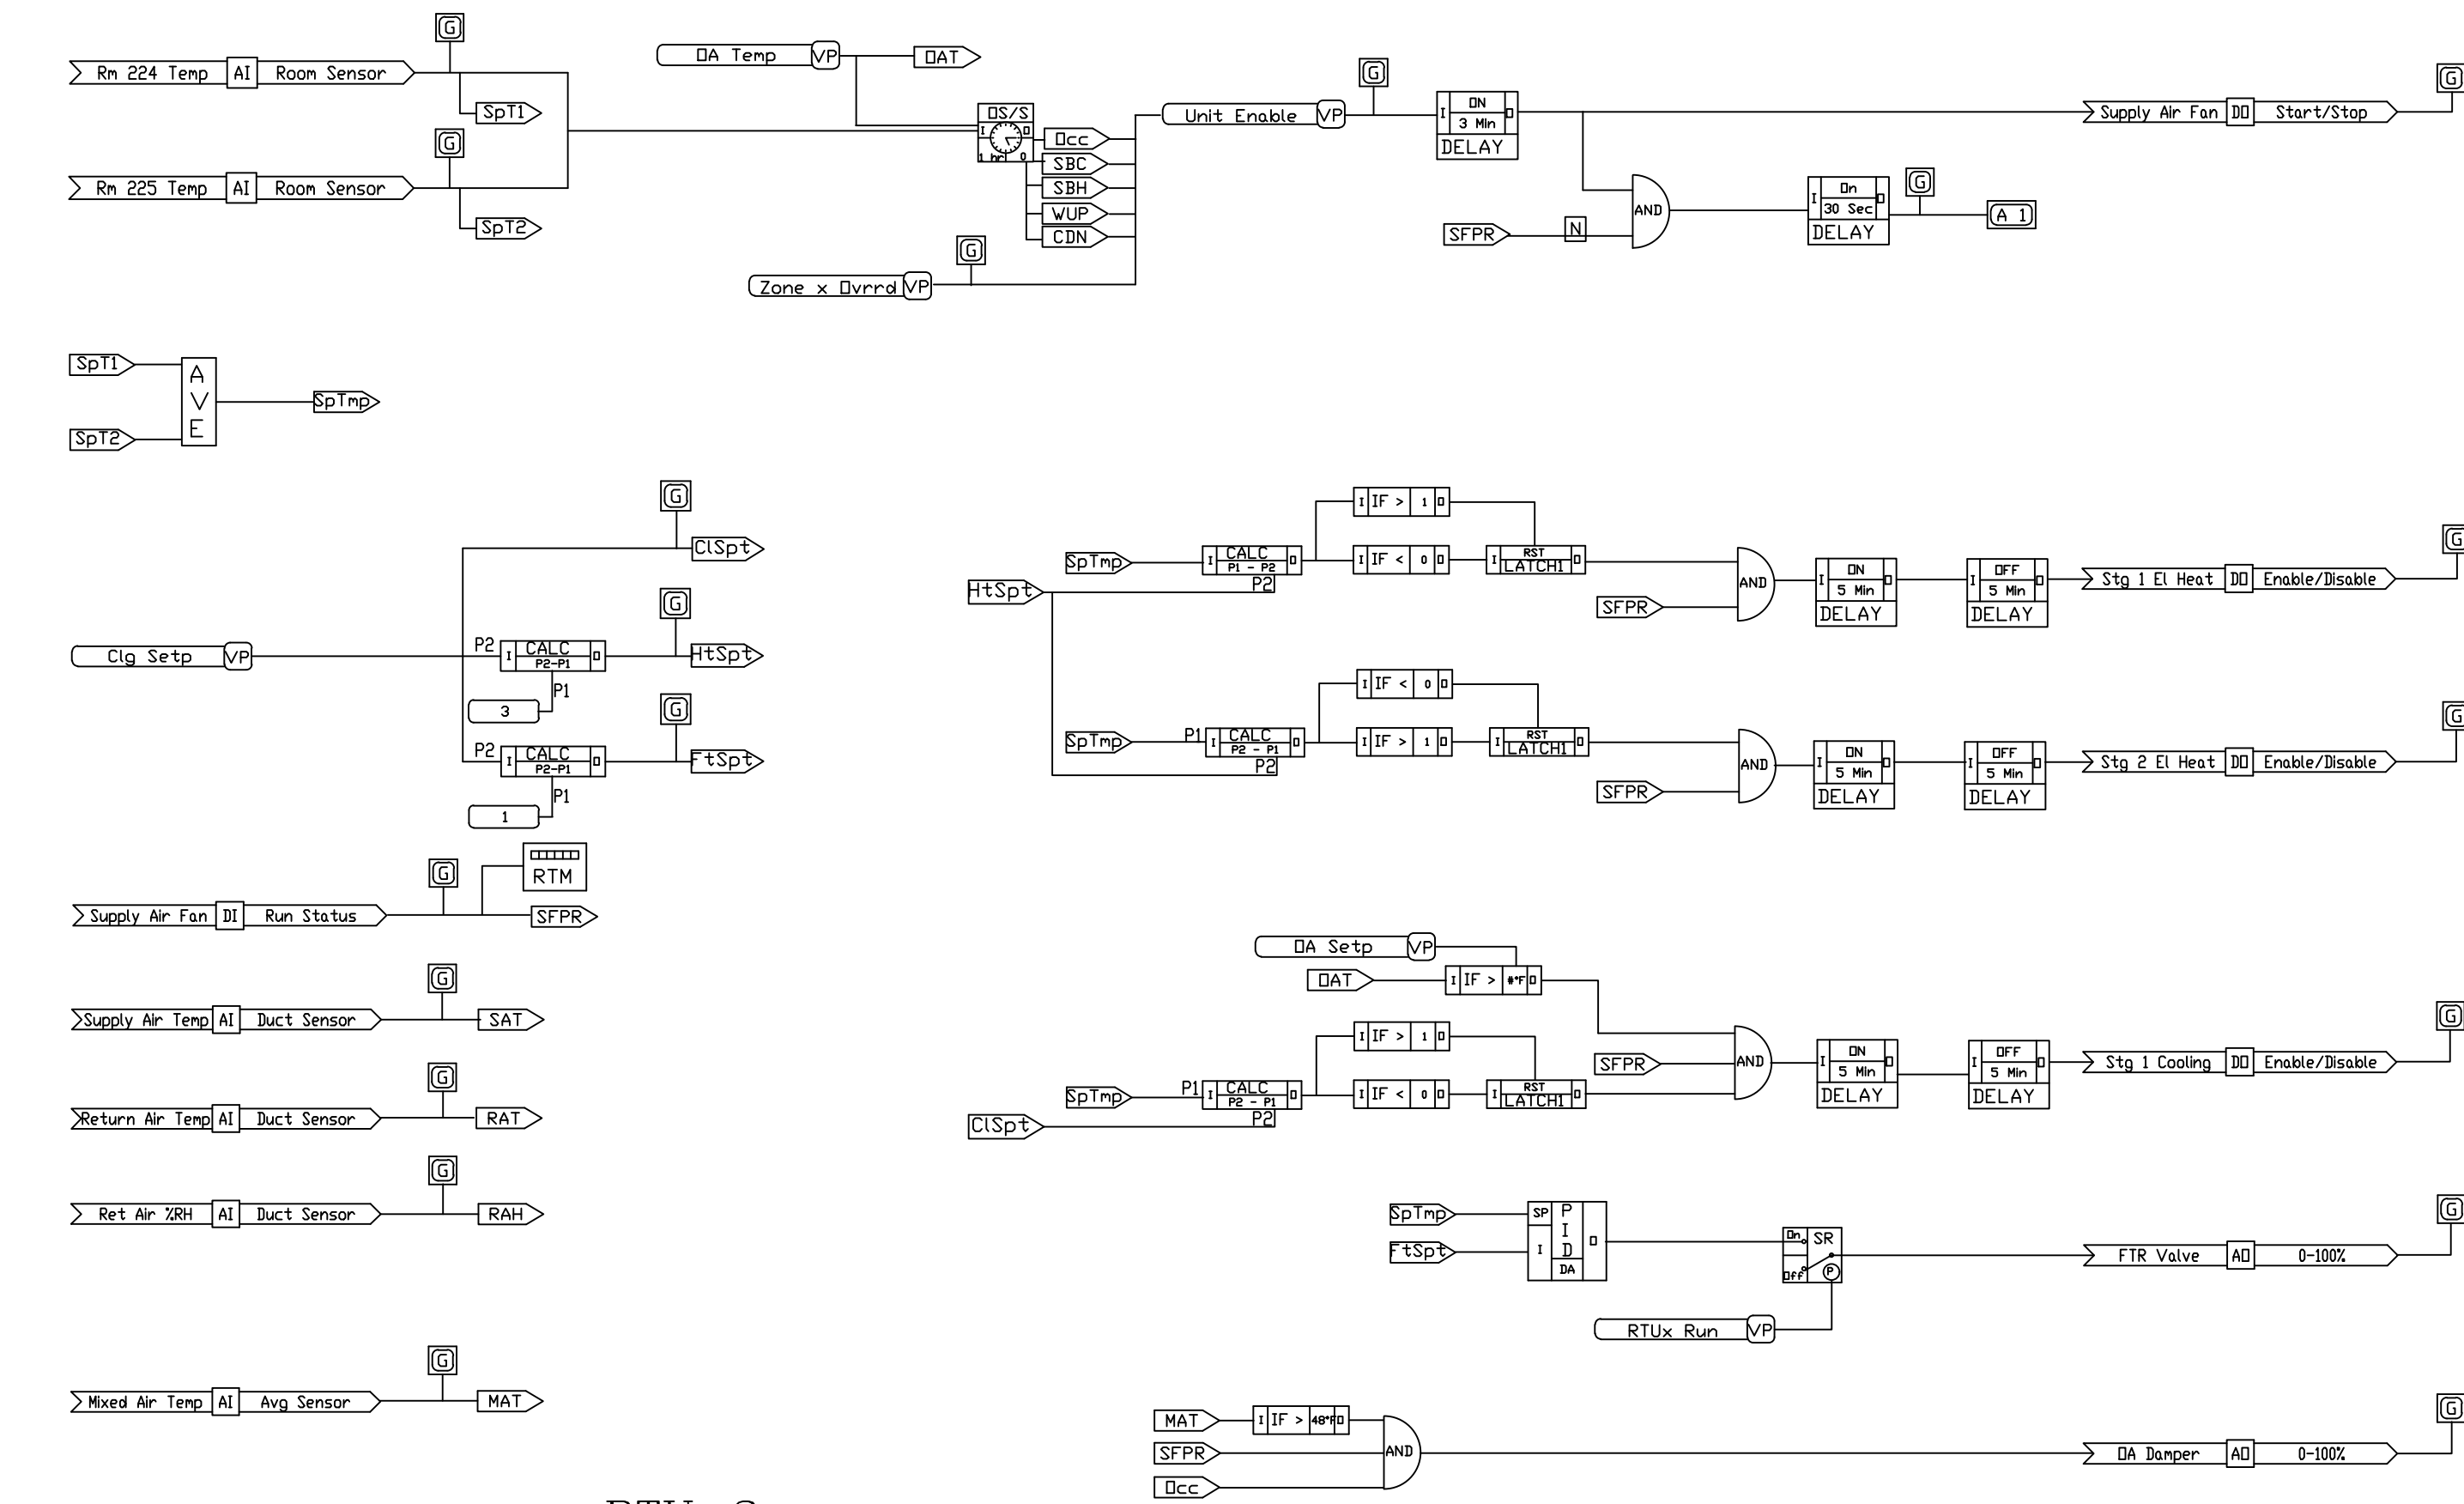 G
Rm 224 Temp AI Room Sensor
SpT1
G
Rm 225 Temp AI Room Sensor
SpT2
OA Temp VP OAT
OS/S
I O
1 hr 0
Occ
SBC
SBH
WUP
CDN
G
Zone x Ovrrd VP
Unit Enable VP
G
I ON O
3 Min
DELAY
SFPR N
AND
I On O
30 Sec
DELAY
G
A 1
Supply Air Fan DO Start/Stop
G
SpT1
SpT2
A
V
E
SpTmp
G
ClSpt
Clg Setp VP
P2 I CALC O
P2-P1
P1
3
G
HtSpt
P2 I CALC O
P2-P1
P1
1
G
FtSpt
RTM
G
Supply Air Fan DI Run Status
SFPR
G
Supply Air Temp AI Duct Sensor SAT
G
Return Air Temp AI Duct Sensor RAT
G
Ret Air %RH AI Duct Sensor RAH
G
Mixed Air Temp AI Avg Sensor MAT
HtSpt
SpTmp
I CALC O
P1 - P2
P2
I IF > 1 O
I IF < 0 O
RST
I LATCH1 O
SFPR
AND
I ON O
5 Min
DELAY
I OFF O
5 Min
DELAY
Stg 1 El Heat DO Enable/Disable
G
SpTmp
P1 I CALC O
P2 - P1
P2
I IF < 0 O
I IF > 1 O
RST
I LATCH1 O
SFPR
AND
I ON O
5 Min
DELAY
I OFF O
5 Min
DELAY
Stg 2 El Heat DO Enable/Disable
G
OA Setp VP
OAT
I IF > #°F O
SpTmp
ClSpt
P1 I CALC O
P2 - P1
P2
I IF > 1 O
I IF < 0 O
RST
I LATCH1 O
SFPR
AND
I ON O
5 Min
DELAY
I OFF O
5 Min
DELAY
Stg 1 Cooling DO Enable/Disable
G
SpTmp
FtSpt
SP P
I I O
D
DA
On SR
Off P
RTUx Run VP
FTR Valve AO 0-100%
G
MAT
I IF > 48°F O
SFPR
Occ
AND
OA Damper AO 0-100%
G